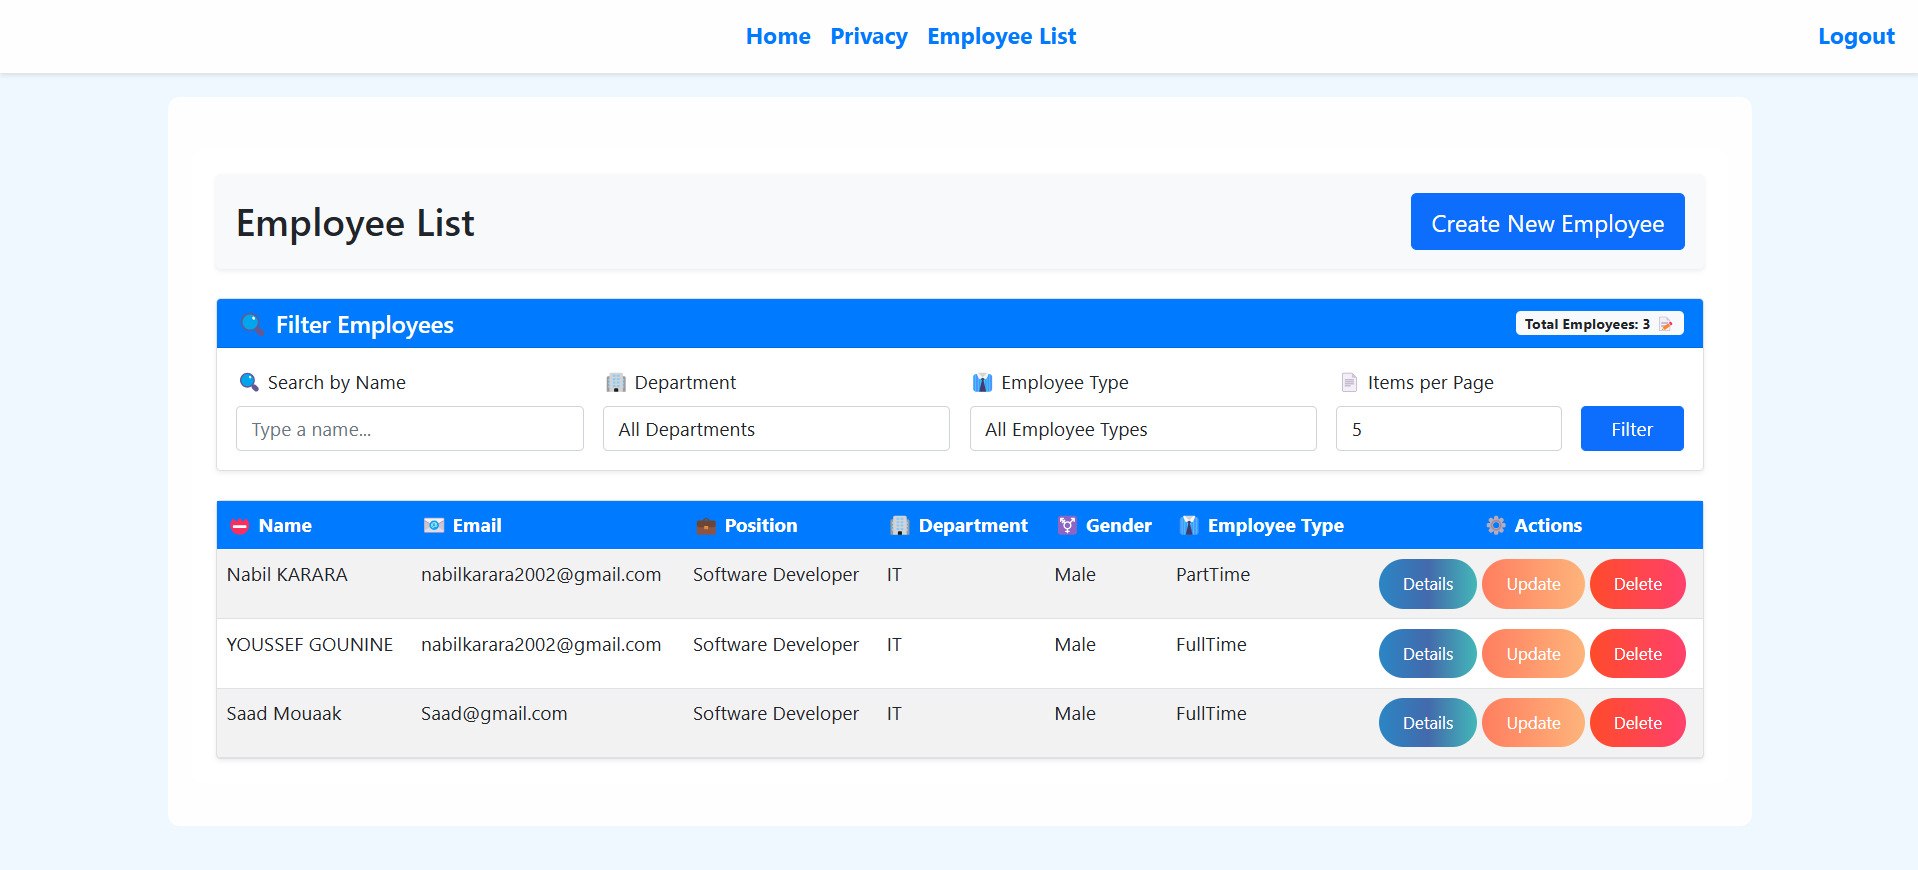 Home Privacy Employee List Logout
Employee List Create New Employee
Filter Employees Total Employees: 3
Search by Name Department Employee Type Items per Page
Type a name... All Departments All Employee Types 5 Filter
Name Email Position Department Gender Employee Type Actions
Nabil KARARA nabilkarara2002@gmail.com Software Developer IT Male PartTime Details Update Delete
YOUSSEF GOUNINE nabilkarara2002@gmail.com Software Developer IT Male FullTime Details Update Delete
Saad Mouaak Saad@gmail.com Software Developer IT Male FullTime Details Update Delete